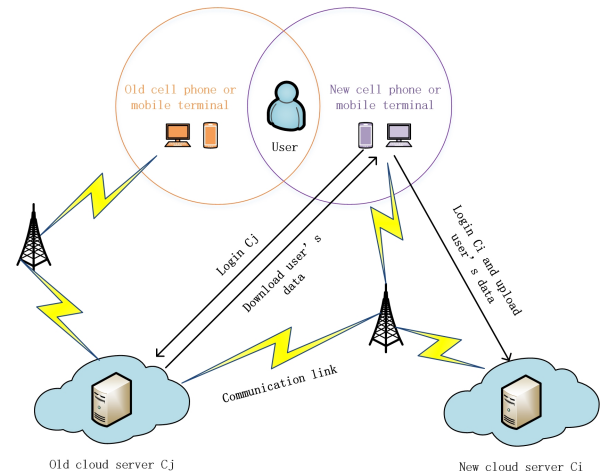 Old cell phone or
mobile terminal
New cell phone or
mobile terminal
User
Login Cj
Download user's
data
Login Ci and upload
user's data
Communication link
Old cloud server Cj
New cloud server Ci